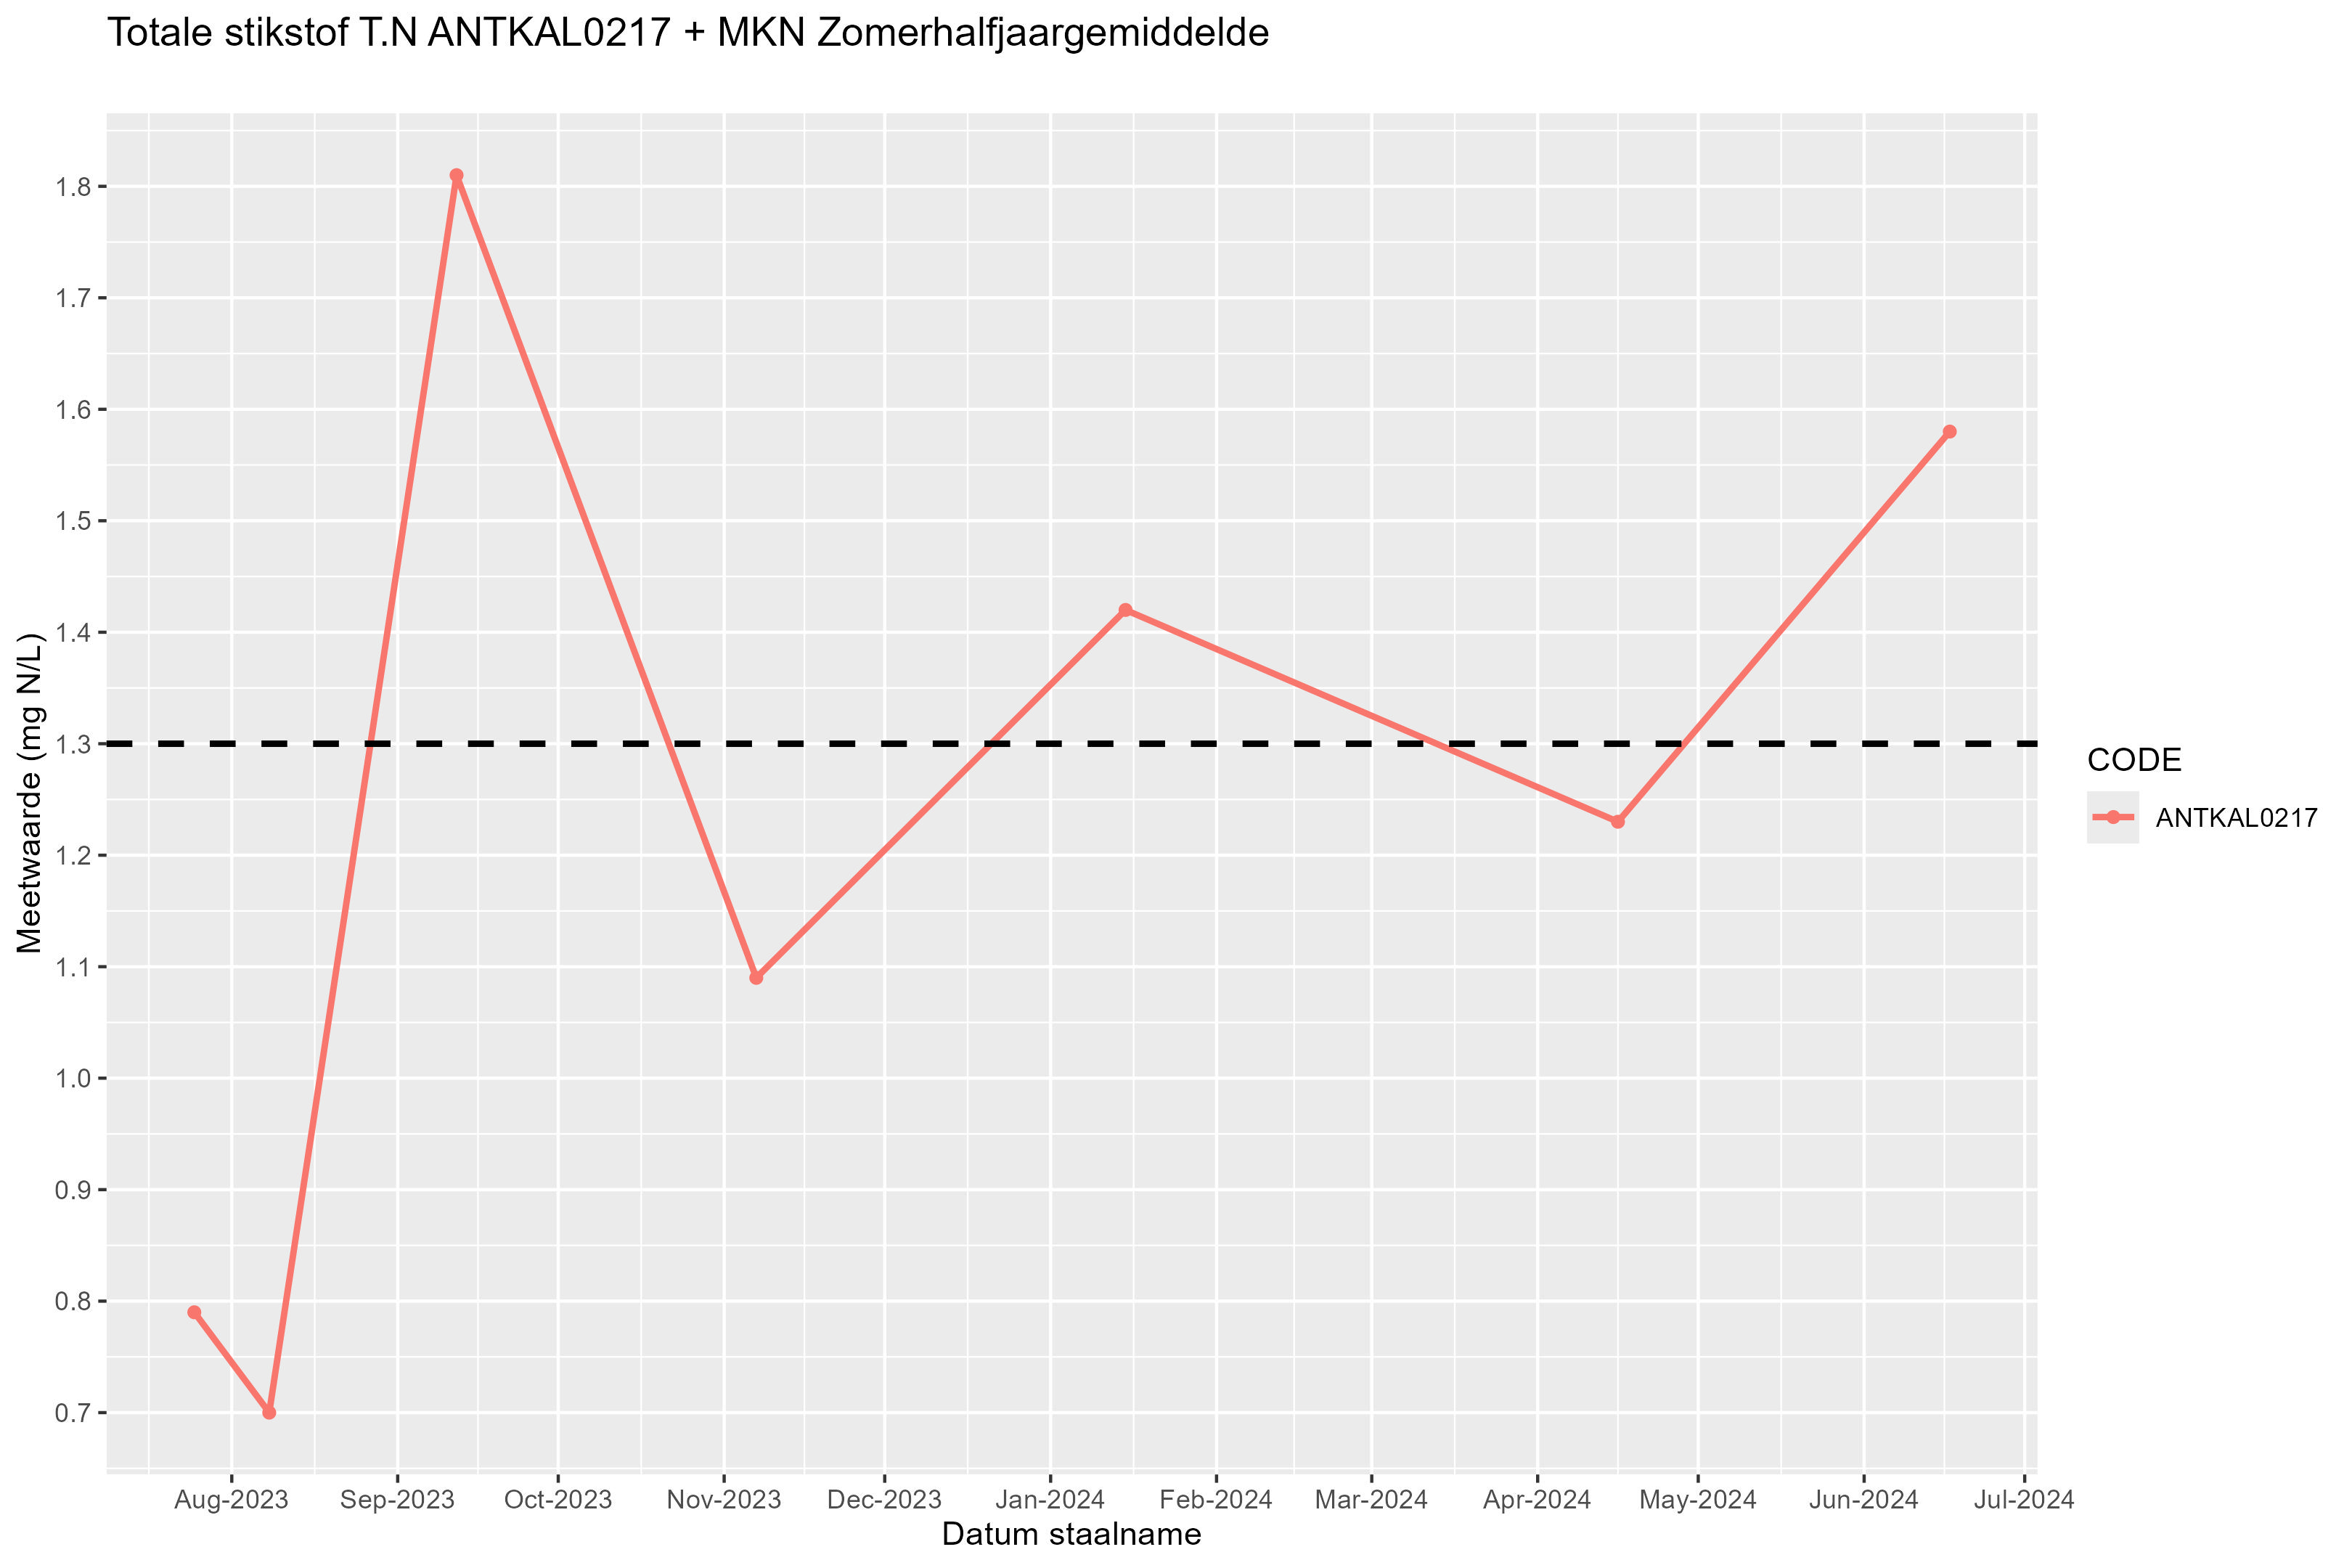 Totale stikstof T.N ANTKAL0217 + MKN Zomerhalfjaargemiddelde
Meetwaarde (mg N/L)
1.8
1.7
1.6
1.5
1.4
1.3
1.2
1.1
1.0
0.9
0.8
0.7
Aug-2023 Sep-2023 Oct-2023 Nov-2023 Dec-2023 Jan-2024 Feb-2024 Mar-2024 Apr-2024 May-2024 Jun-2024 Jul-2024
Datum staalname
CODE
ANTKAL0217